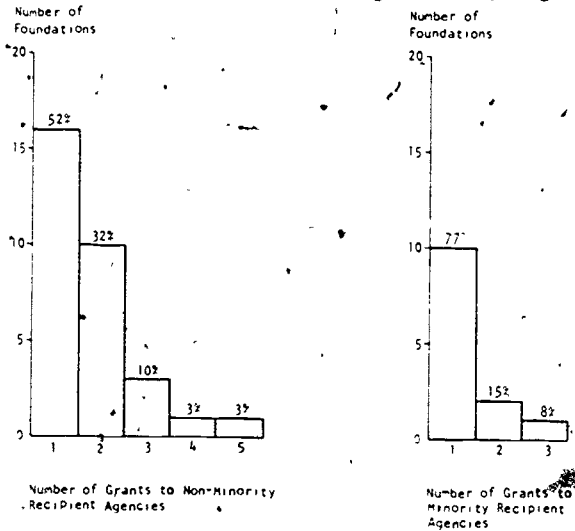 Number of
Foundations
20
15
10
5
0
52%
32%
10%
3%
3%
1
2
3
4
5
Number of Grants to Non-Minority
Recipient Agencies
Number of
Foundations
20
15
10
5
0
77
15%
8%
1
2
3
Number of Grants to
Minority Recipient
Agencies